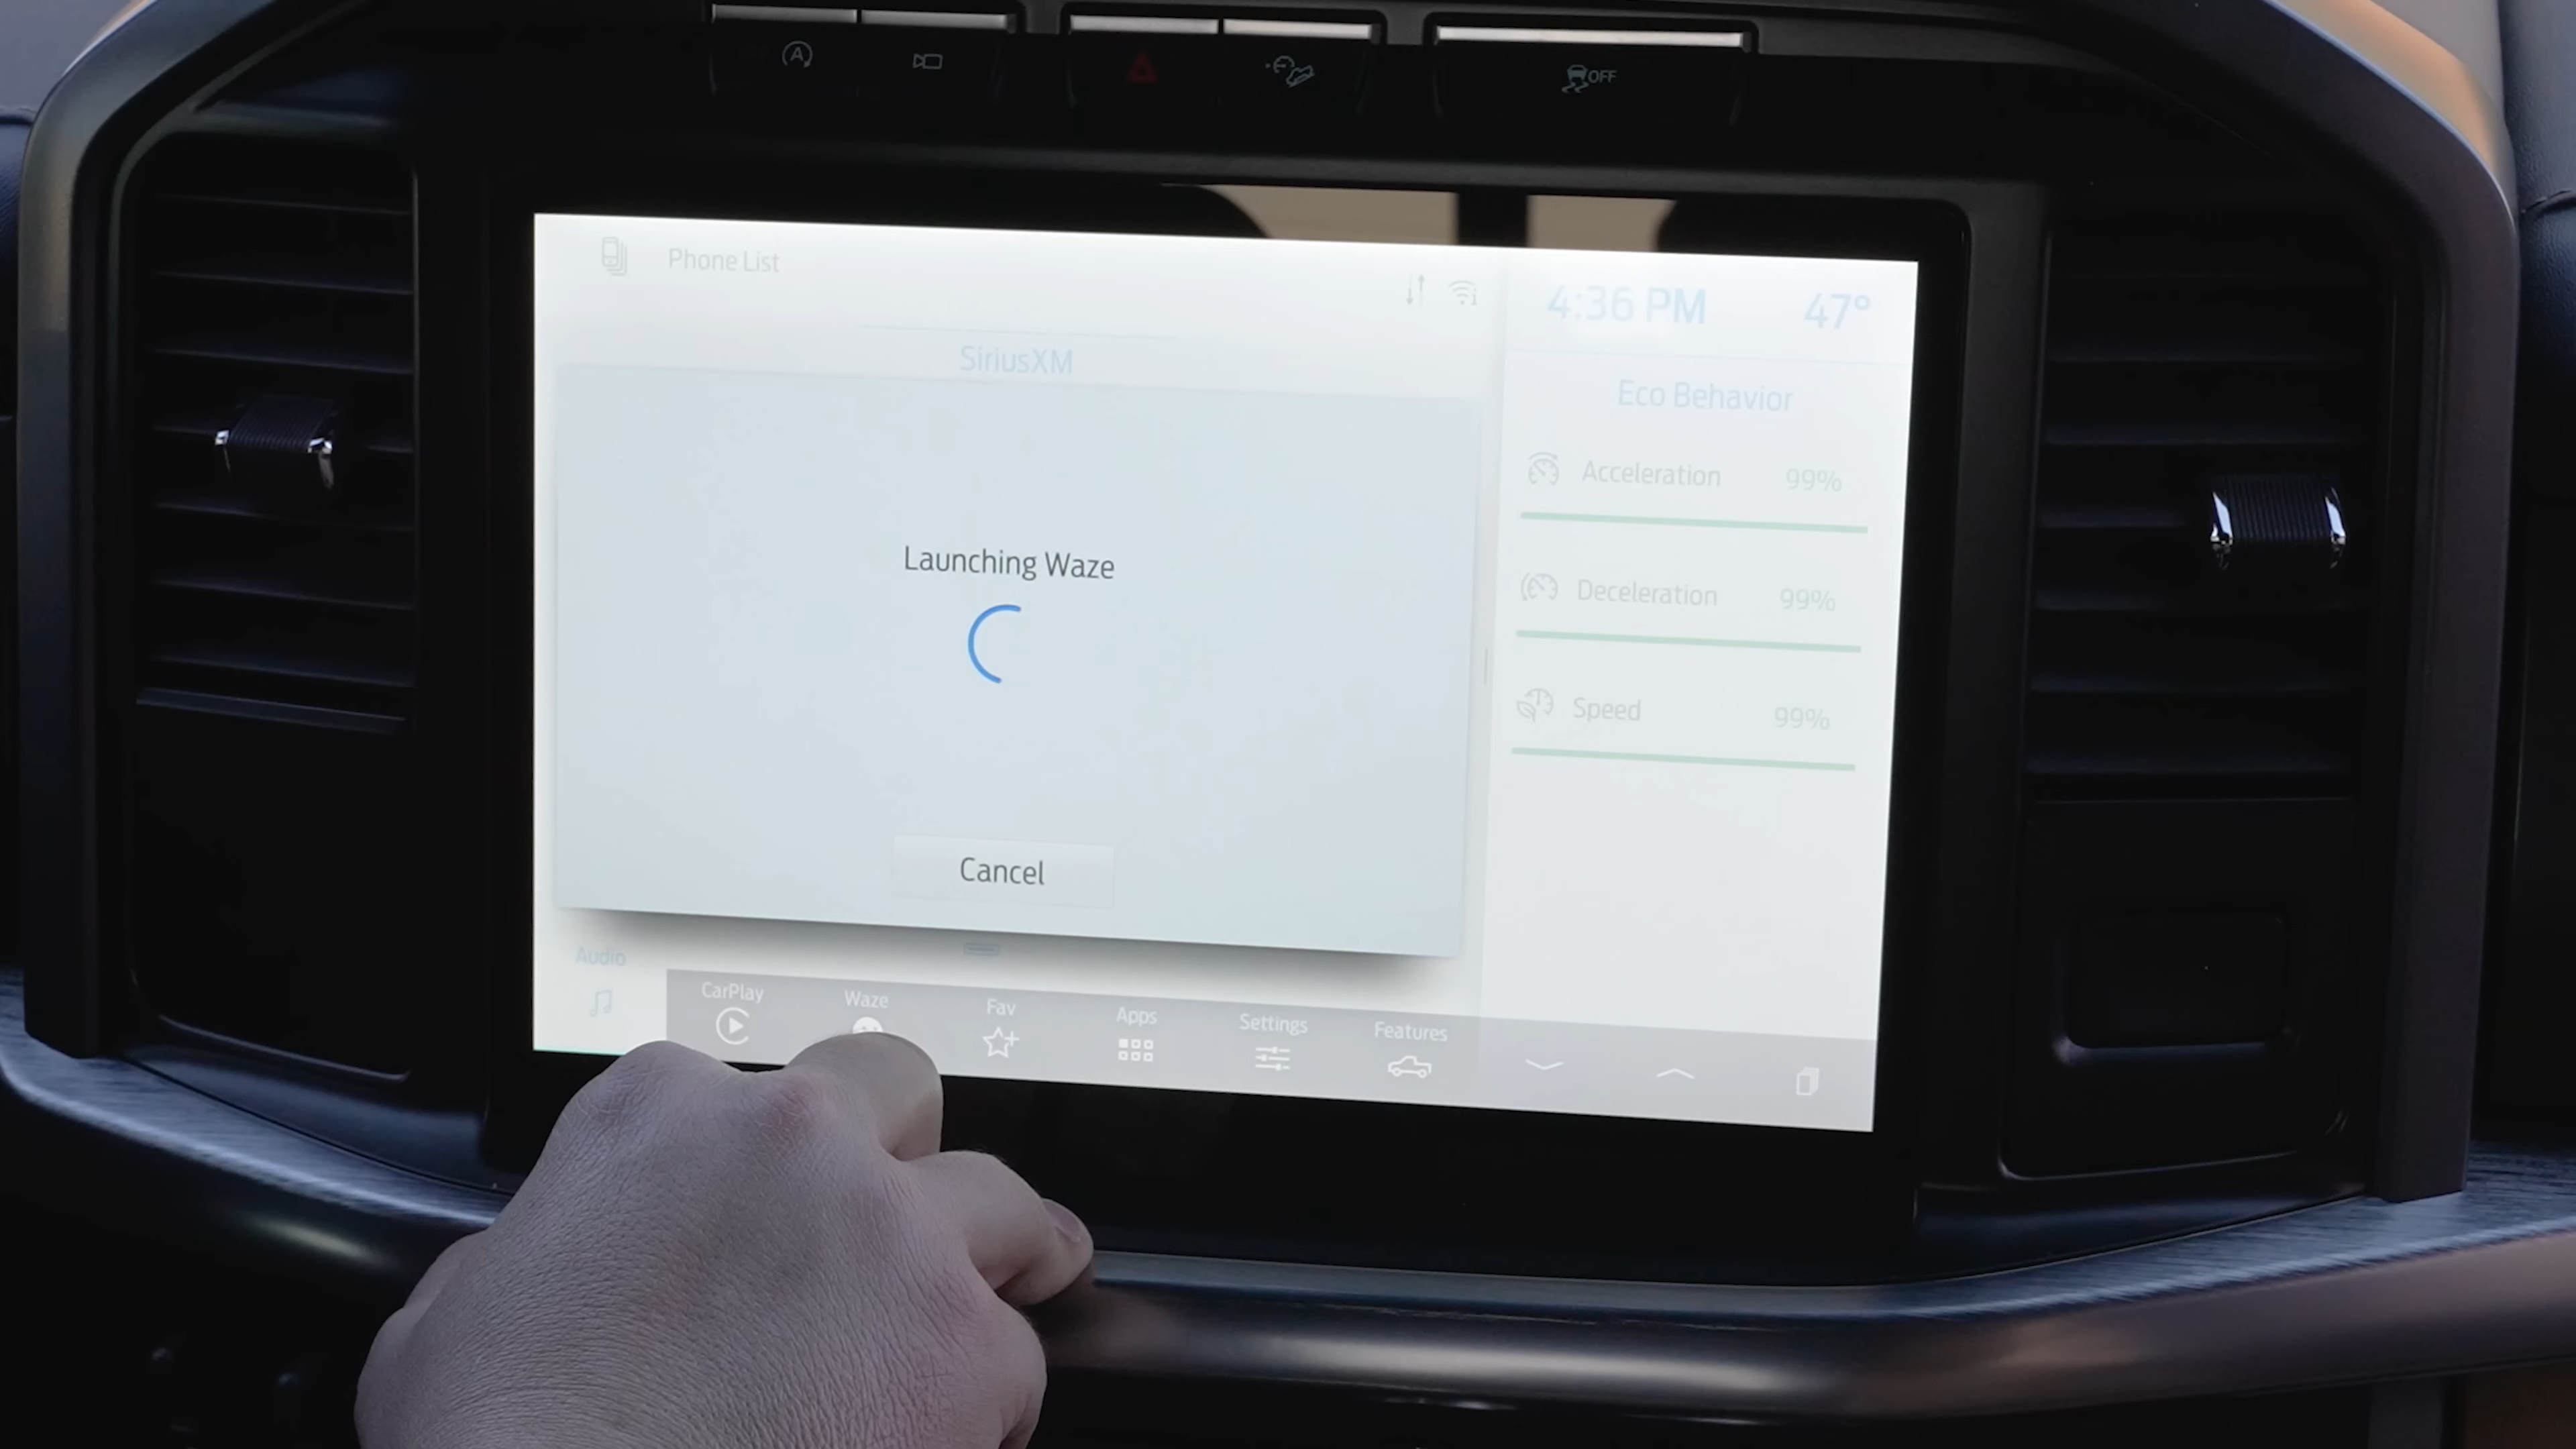 A
OFF
Phone List
4:36 PM 47°
SiriusXM
Eco Behavior
Acceleration 99%
Launching Waze
Deceleration 99%
Speed 99%
Cancel
Audio
CarPlay Waze Fav Apps Settings Features